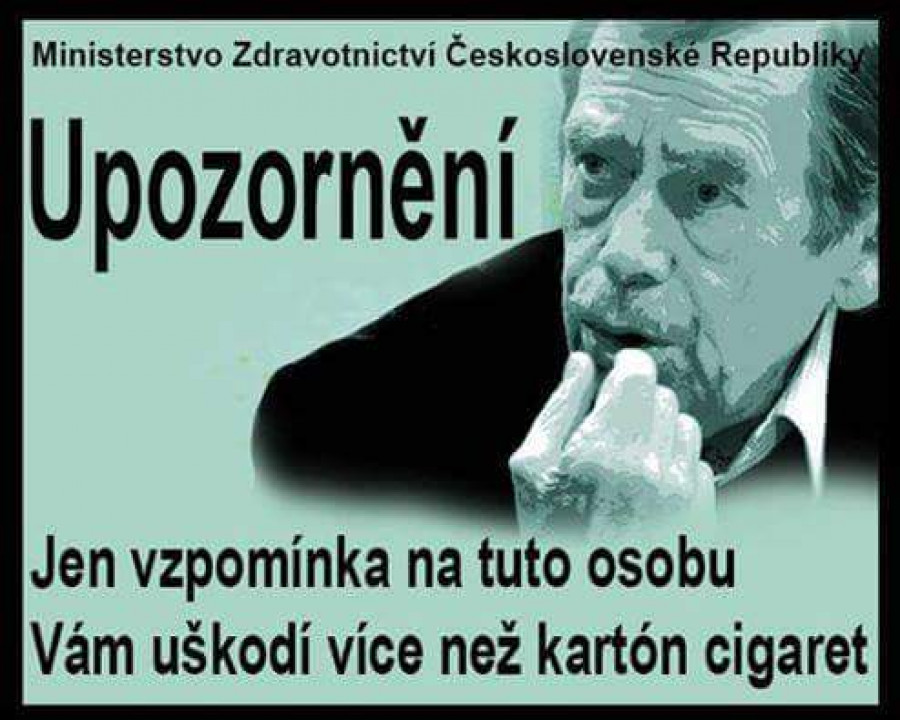 Ministerstvo Zdravotnictví Československé Republiky
Upozornění
Jen vzpomínka na tuto osobu
Vám uškodí více než kartón cigaret